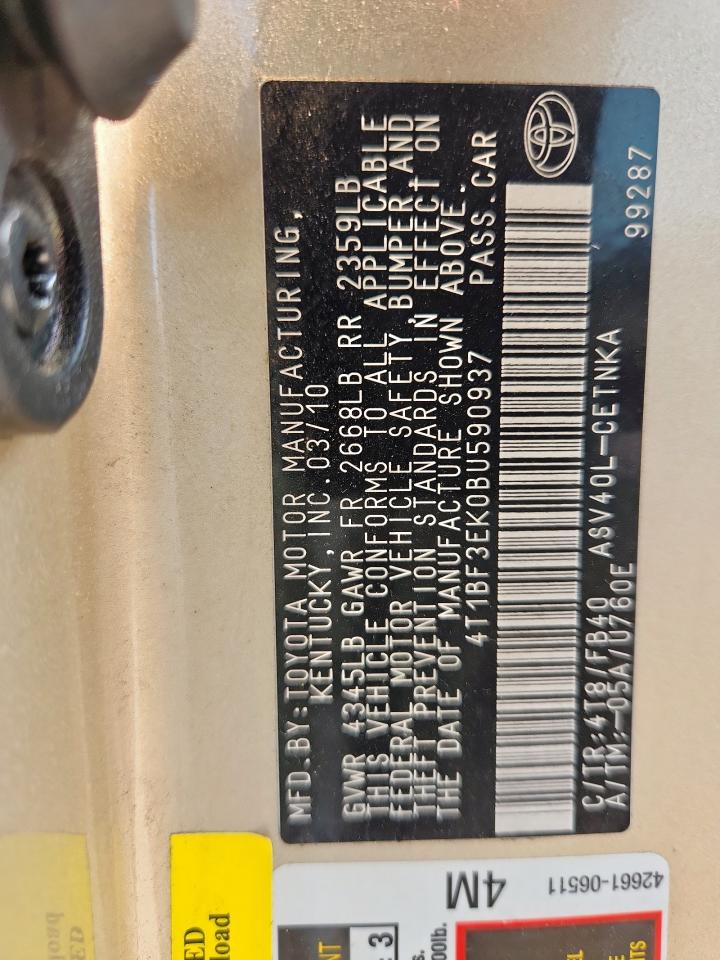 MFD.BY:TOYOTA MOTOR MANUFACTURING,
KENTUCKY,INC.03/10
GVWR 4345LB GAWR FR 2668LB RR 2359LB
THIS VEHICLE CONFORMS TO ALL APPLICABLE
FEDERAL MOTOR VEHICLE SAFETY,BUMPER AND
THEFT PREVENTION STANDARDS IN EFFECT ON
THE DATE OF MANUFACTURE SHOWN ABOVE.
4T1BF3EK0BU590937 PASS.CAR
C/TR:4T8/FB40 ASV40L-CETNKA
A/TM:-05A/U760E 99287
42661-06511
4M
load
3